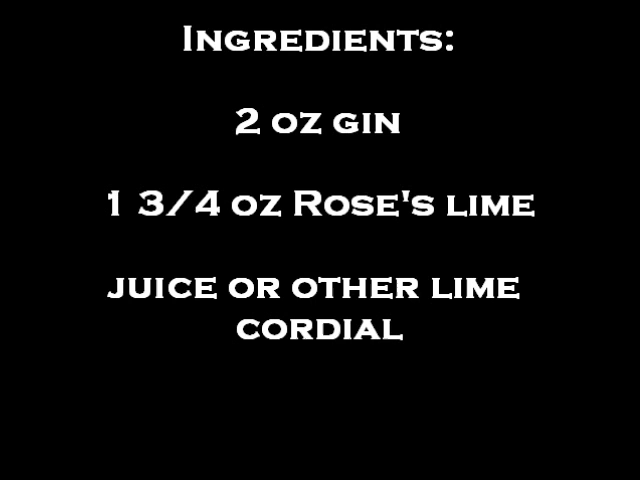 Ingredients:
2 oz gin
1 3/4 oz Rose's lime
juice or other lime
cordial